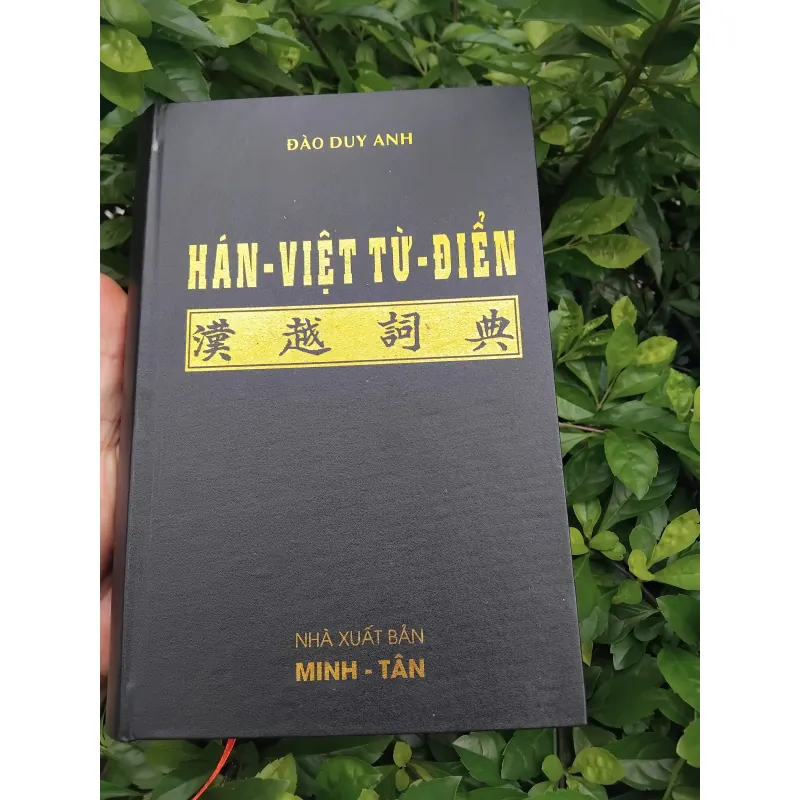 ĐÀO DUY ANH
HÁN - VIỆT TỪ - ĐIỂN
漢越詞典
NHÀ XUẤT BẢN
MINH - TÂN